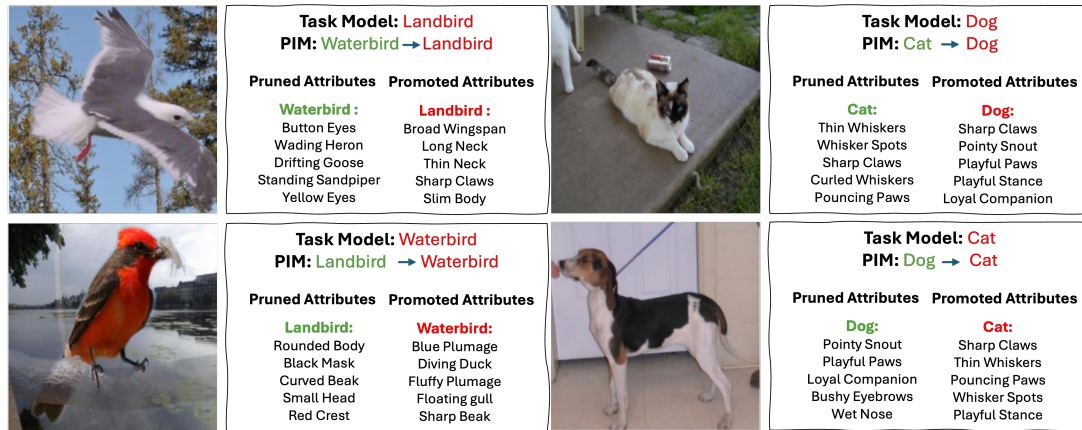 Task Model: Landbird
PIM: Waterbird → Landbird
Pruned Attributes Promoted Attributes
Waterbird : Landbird :
Button Eyes Broad Wingspan
Wading Heron Long Neck
Drifting Goose Thin Neck
Standing Sandpiper Sharp Claws
Yellow Eyes Slim Body
Task Model: Dog
PIM: Cat → Dog
Pruned Attributes Promoted Attributes
Cat: Dog:
Thin Whiskers Sharp Claws
Whisker Spots Pointy Snout
Sharp Claws Playful Paws
Curled Whiskers Playful Stance
Pouncing Paws Loyal Companion
Task Model: Waterbird
PIM: Landbird → Waterbird
Pruned Attributes Promoted Attributes
Landbird: Waterbird:
Rounded Body Blue Plumage
Black Mask Diving Duck
Curved Beak Fluffy Plumage
Small Head Floating gull
Red Crest Sharp Beak
Task Model: Cat
PIM: Dog → Cat
Pruned Attributes Promoted Attributes
Dog: Cat:
Pointy Snout Sharp Claws
Playful Paws Thin Whiskers
Loyal Companion Pouncing Paws
Bushy Eyebrows Whisker Spots
Wet Nose Playful Stance